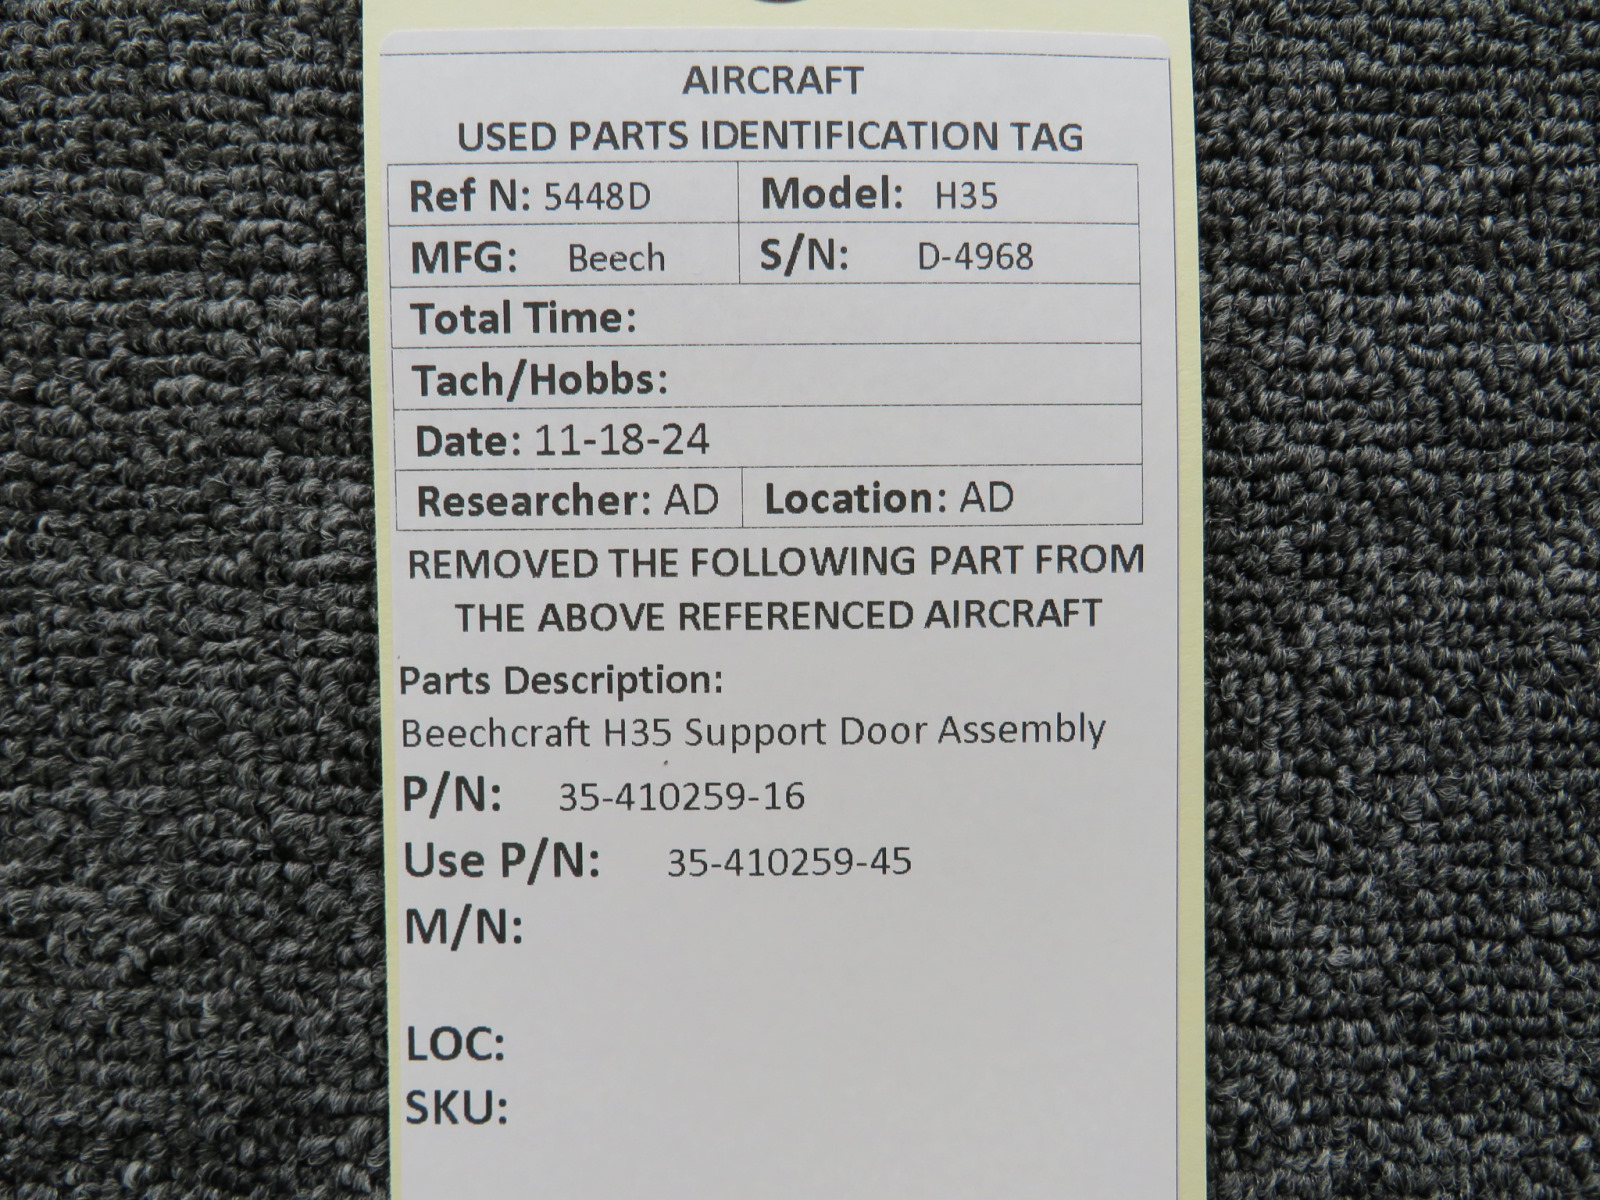 AIRCRAFT
USED PARTS IDENTIFICATION TAG
Ref N: 5448D Model: H35
MFG: Beech S/N: D-4968
Total Time:
Tach/Hobbs:
Date: 11-18-24
Researcher: AD Location: AD
REMOVED THE FOLLOWING PART FROM
THE ABOVE REFERENCED AIRCRAFT
Parts Description:
Beechcraft H35 Support Door Assembly
P/N: 35-410259-16
Use P/N: 35-410259-45
M/N:
LOC:
SKU: